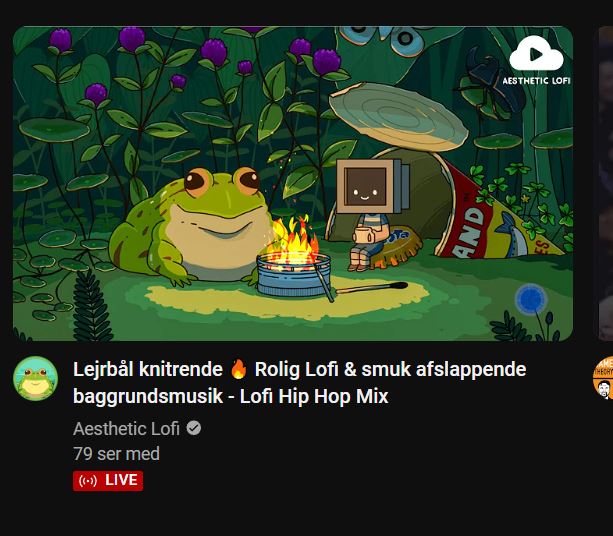 AESTHETIC LOFI
AND
Lejrbål knitrende 🔥 Rolig Lofi & smuk afslappende
baggrundsmusik - Lofi Hip Hop Mix
Aesthetic Lofi
79 ser med
LIVE